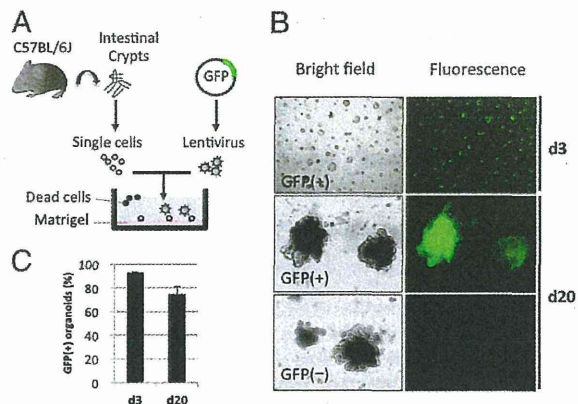 A
C57BL/6J
Intestinal
Crypts
GFP
Single cells
Lentivirus
Dead cells
Matrigel
B
Bright field
Fluorescence
GFP(+)
d3
GFP(+)
GFP(−)
d20
C
GFP(+) organoids (%)
100
80
60
40
20
0
d3
d20